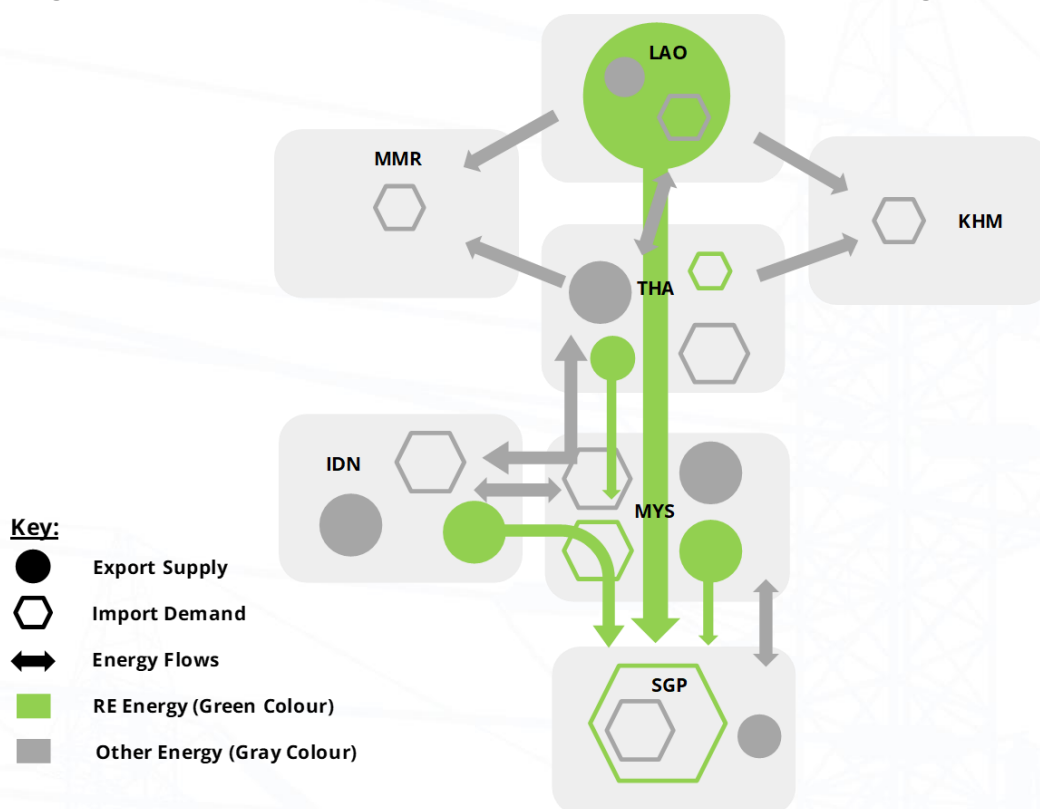 LAO
MMR
KHM
THA
IDN
MYS
Key:
Export Supply
Import Demand
Energy Flows
SGP
RE Energy (Green Colour)
Other Energy (Gray Colour)